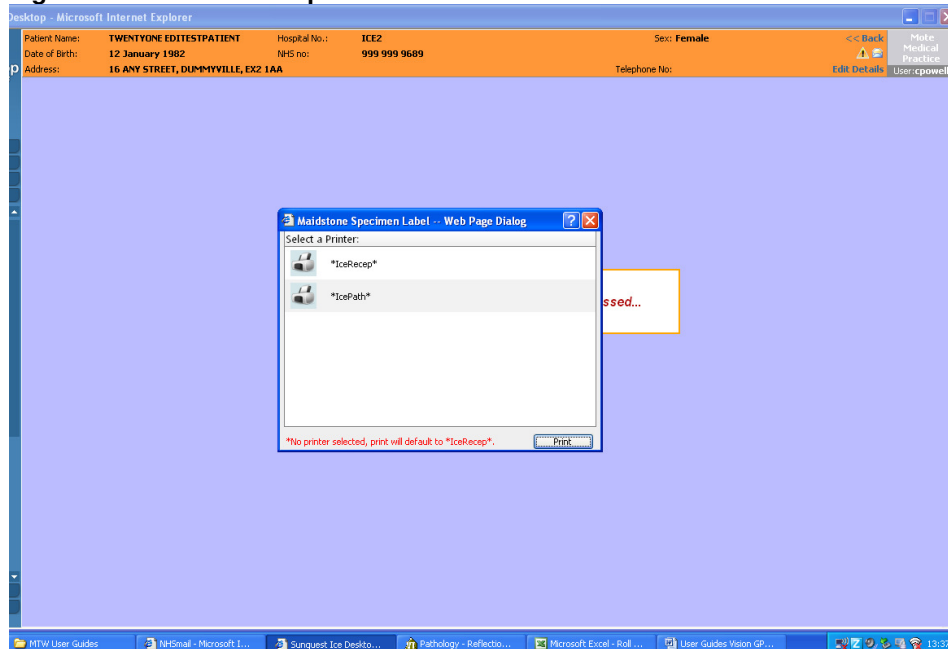 Desktop - Microsoft Internet Explorer
Patient Name: TWENTYONE EDITESTPATIENT Hospital No.: ICE2 Sex: Female << Back
Date of Birth: 12 January 1982 NHS no: 999 999 9689
Address: 16 ANY STREET, DUMMYVILLE, EX2 1AA Telephone No: Edit Details
Mote
Medical
Practice
User:cpowell
p
Maidstone Specimen Label -- Web Page Dialog
Select a Printer:
*IceRecep*
*IcePath*
ssed...
*No printer selected, print will default to *IceRecep*. Print
MTW User Guides NHSmail - Microsoft I... Sunquest Ice Deskto... Pathology - Reflectio... Microsoft Excel - Roll ... User Guides Vision GP... 13:37